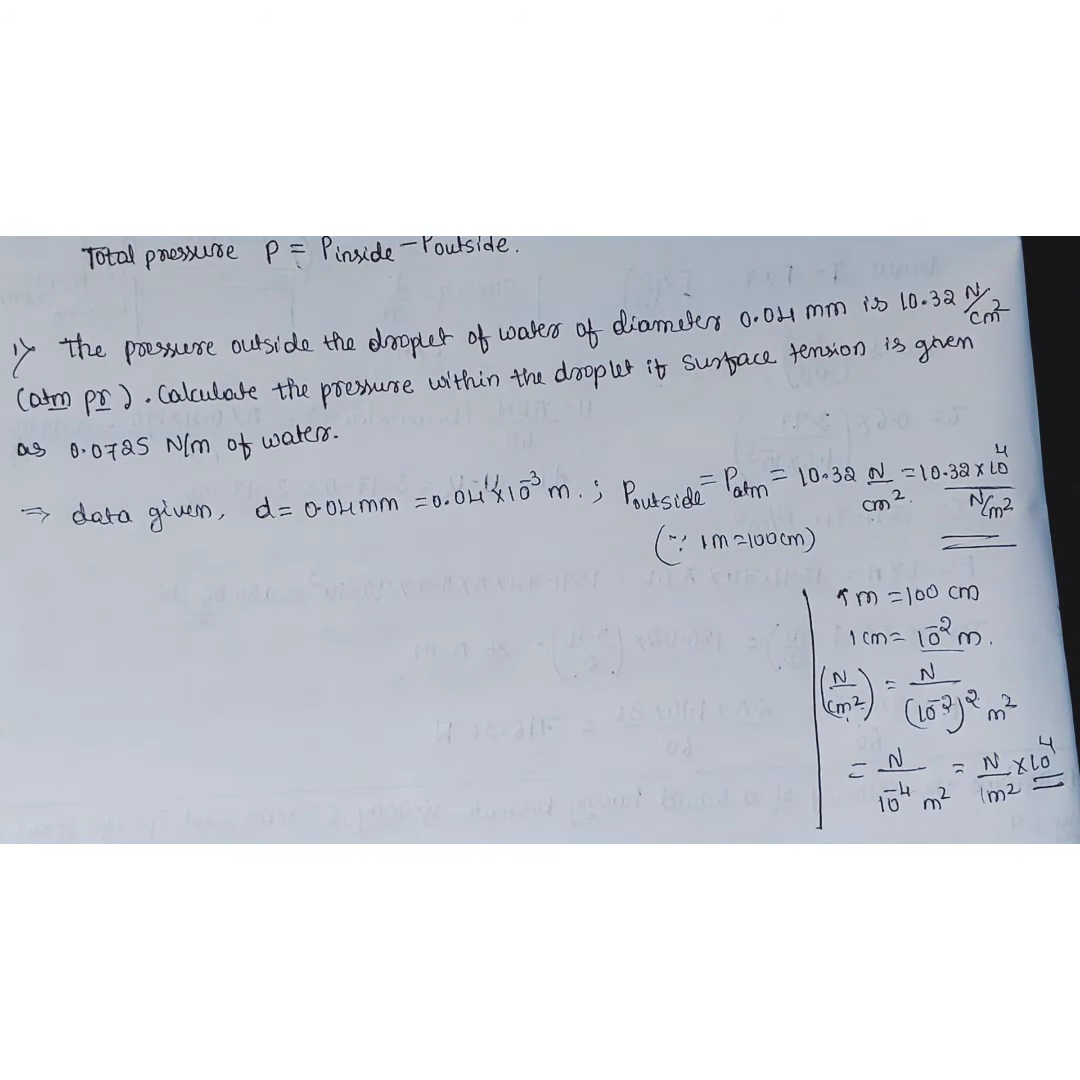 Total pressure P = Pinside - Poutside.
1) The pressure outside the droplet of water of diameter 0.04 mm is 10.32 N/cm²
(atm pr). Calculate the pressure within the droplet if surface tension is given
as 0.0725 N/m of water.
⇒ data given, d = 0.04 mm = 0.04 × 10⁻³ m. ; Poutside = Patm = 10.32 N/cm². = 10.32 × 10⁴ N/m²
(∵ 1m = 100cm)
1 m = 100 cm
1 cm = 10⁻² m.
(N/cm²) = N/(10⁻²)² m²
= N/10⁻⁴ m² = N/1m² × 10⁴